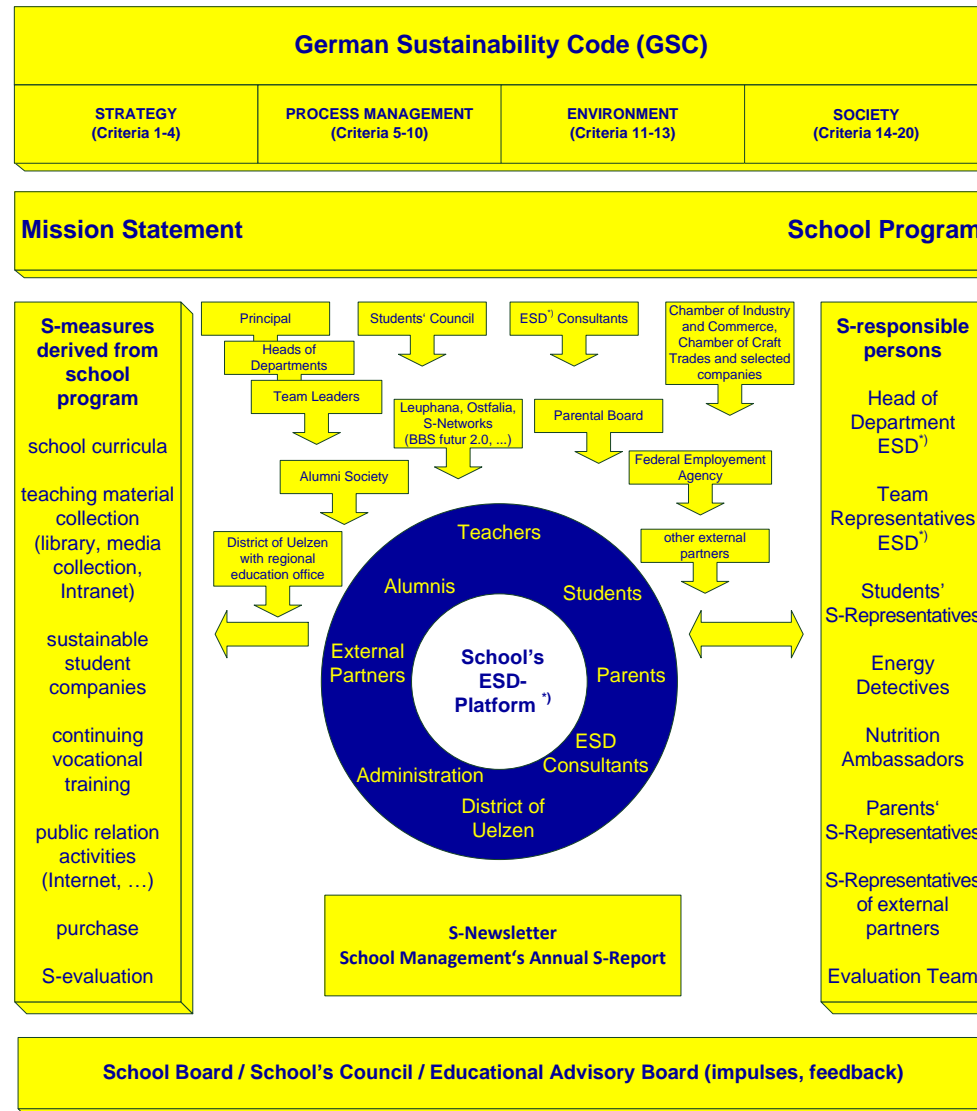 German Sustainability Code (GSC)
STRATEGY
(Criteria 1-4)
PROCESS MANAGEMENT
(Criteria 5-10)
ENVIRONMENT
(Criteria 11-13)
SOCIETY
(Criteria 14-20)
Mission Statement
School Program
S-measures
derived from
school
program
school curricula
teaching material
collection
(library, media
collection,
Intranet)
sustainable
student
companies
continuing
vocational
training
public relation
activities
(Internet, …)
purchase
S-evaluation
Principal
Heads of
Departments
Team Leaders
Students‘ Council
ESD*) Consultants
Chamber of Industry
and Commerce,
Chamber of Craft
Trades and selected
companies
Leuphana, Ostfalia,
S-Networks
(BBS futur 2.0, ...)
Parental Board
Alumni Society
Federal Employement
Agency
District of Uelzen
with regional
education office
other external
partners
Teachers
Alumnis
Students
External
Partners
Parents
School’s
ESD-
Platform *)
ESD
Consultants
Administration
District of
Uelzen
S-Newsletter
School Management‘s Annual S-Report
S-responsible
persons
Head of
Department
ESD*)
Team
Representatives
ESD*)
Students’
S-Representatives
Energy
Detectives
Nutrition
Ambassadors
Parents‘
S-Representatives
S-Representatives
of external
partners
Evaluation Team
School Board / School’s Council / Educational Advisory Board (impulses, feedback)